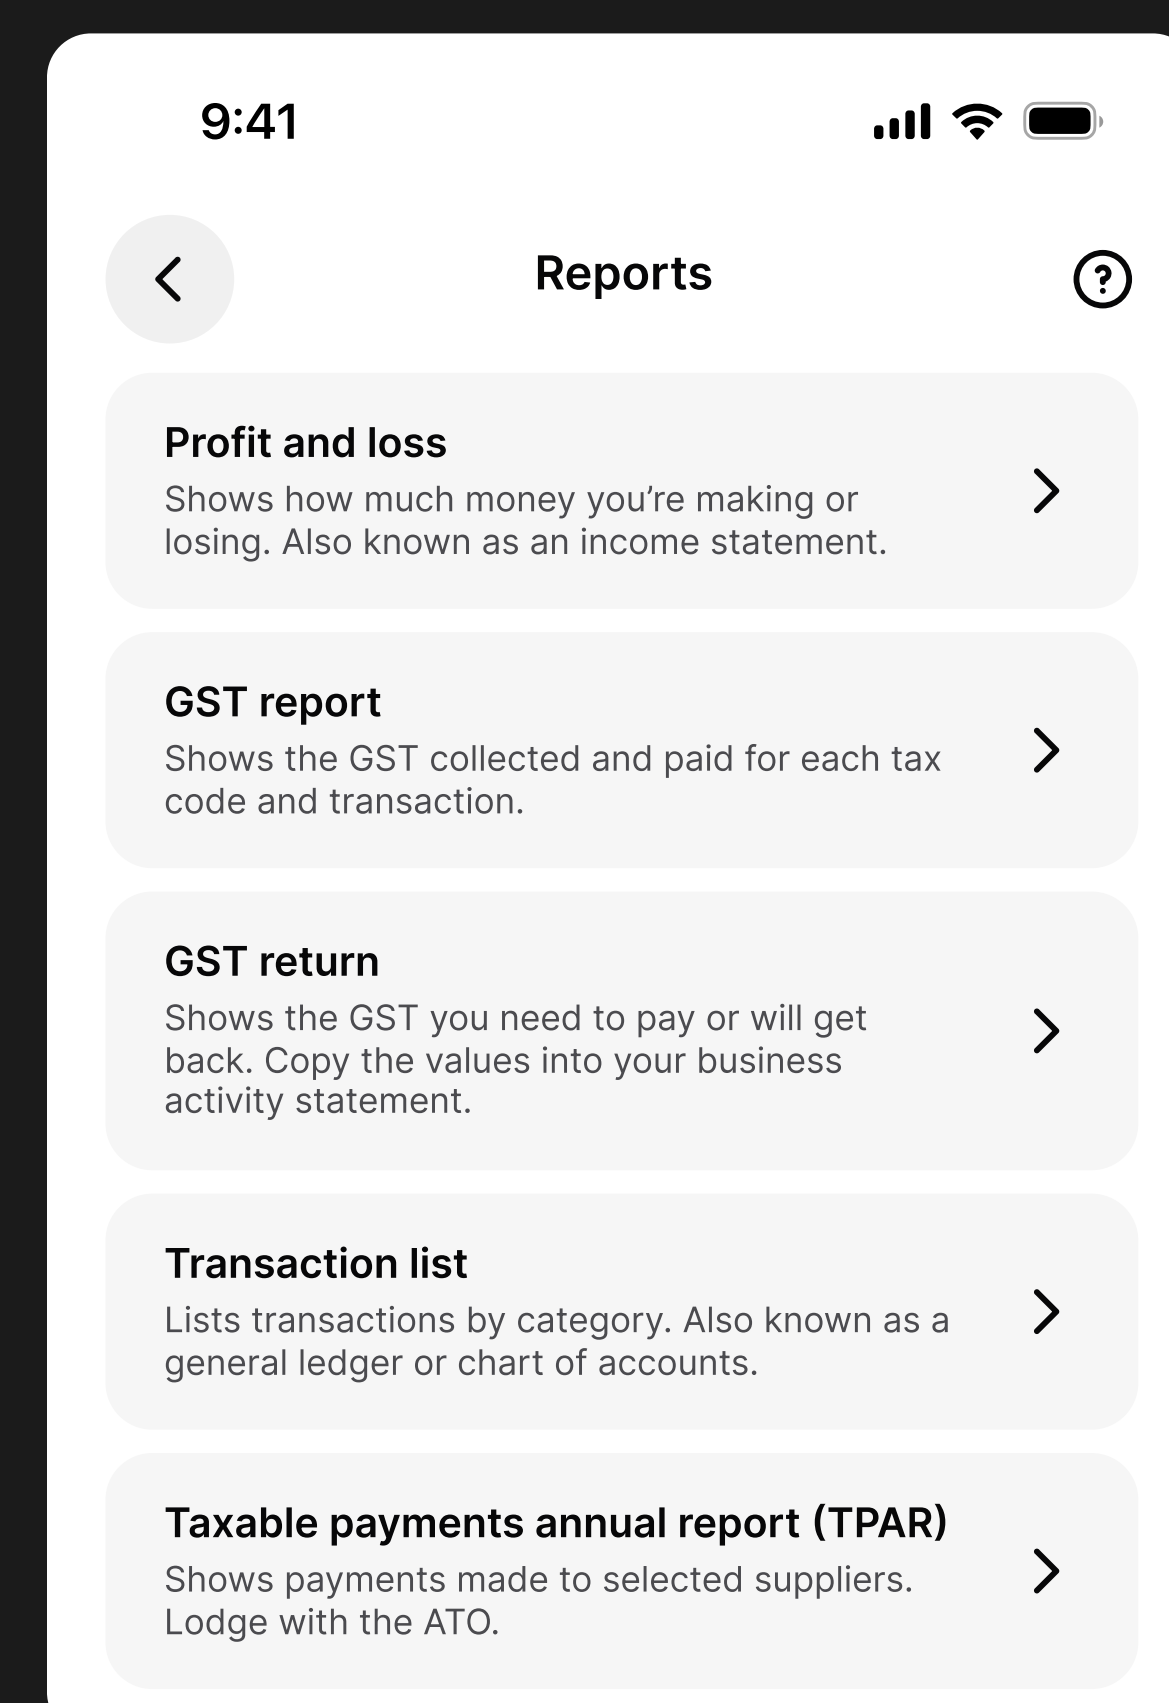 9:41
Reports
Profit and loss
Shows how much money you’re making or
losing. Also known as an income statement.
GST report
Shows the GST collected and paid for each tax
code and transaction.
GST return
Shows the GST you need to pay or will get
back. Copy the values into your business
activity statement.
Transaction list
Lists transactions by category. Also known as a
general ledger or chart of accounts.
Taxable payments annual report (TPAR)
Shows payments made to selected suppliers.
Lodge with the ATO.